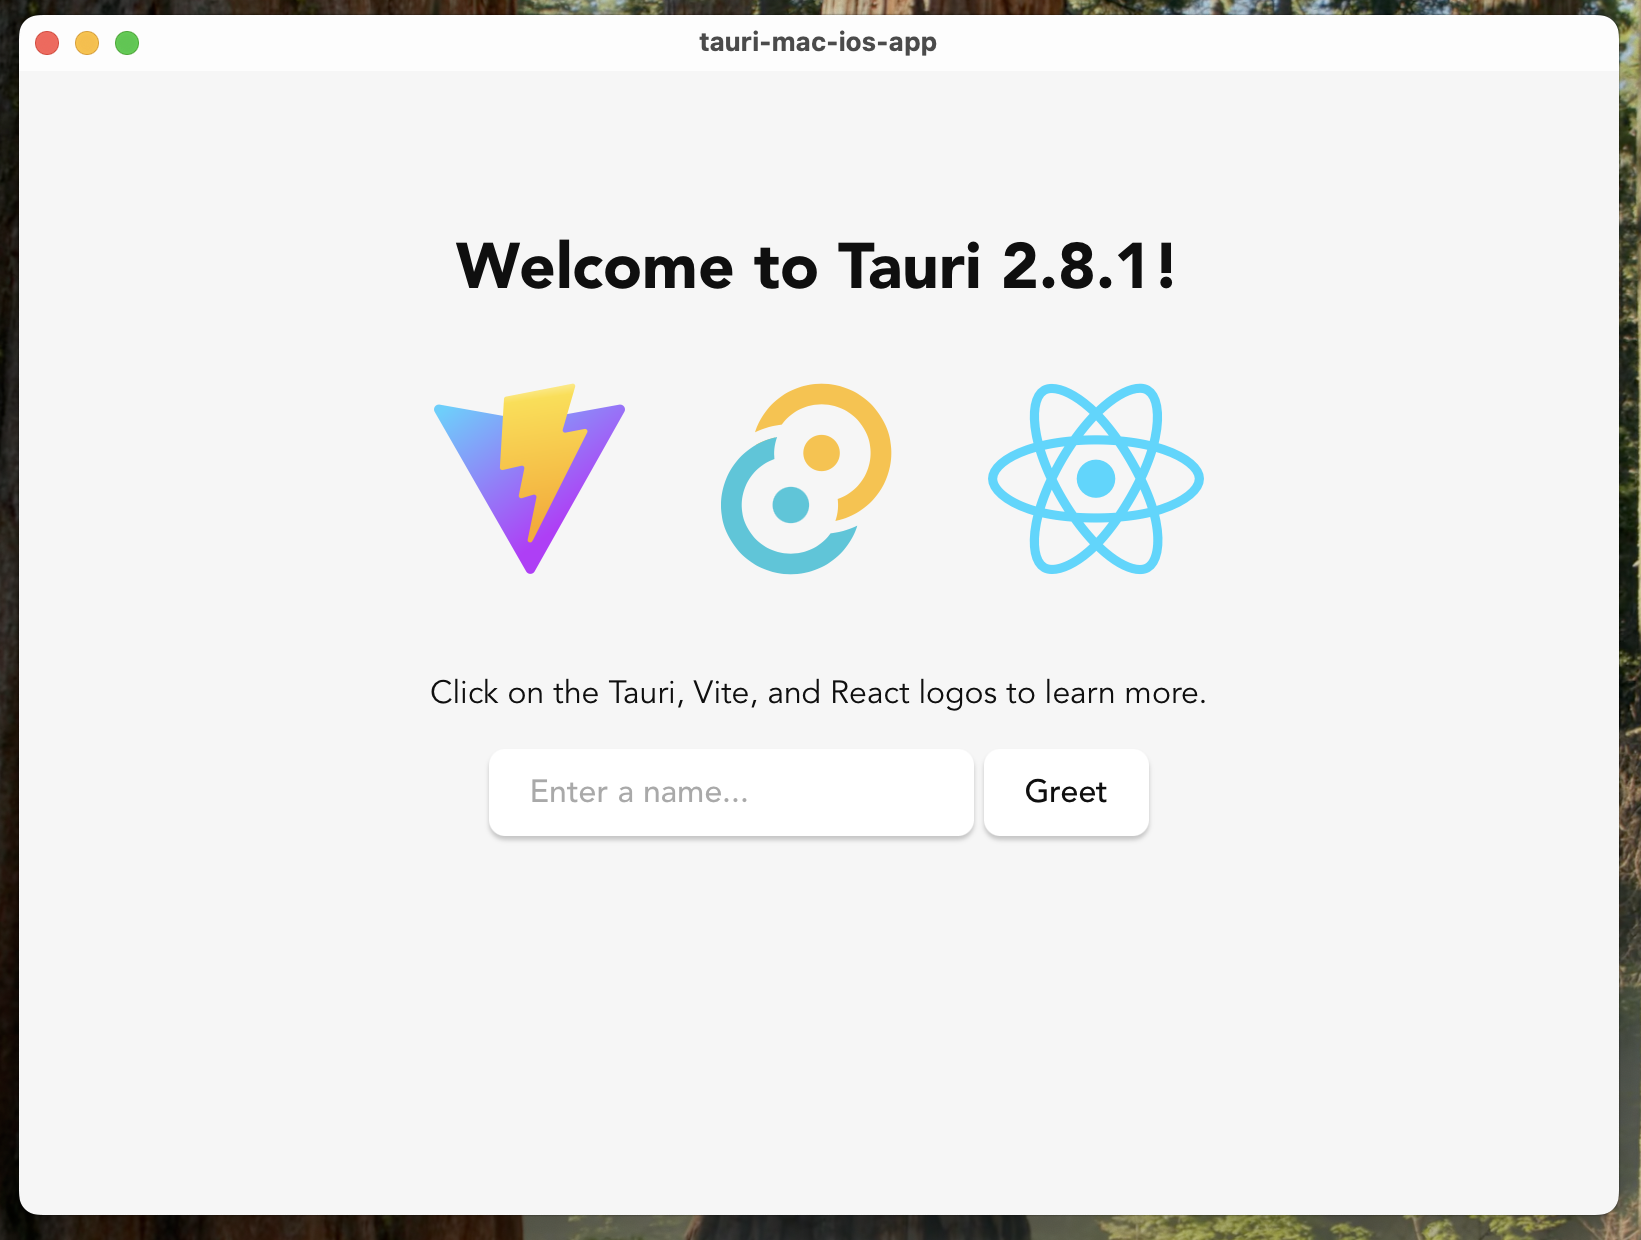 tauri-mac-ios-app
Welcome to Tauri 2.8.1!
Click on the Tauri, Vite, and React logos to learn more.
Enter a name...
Greet